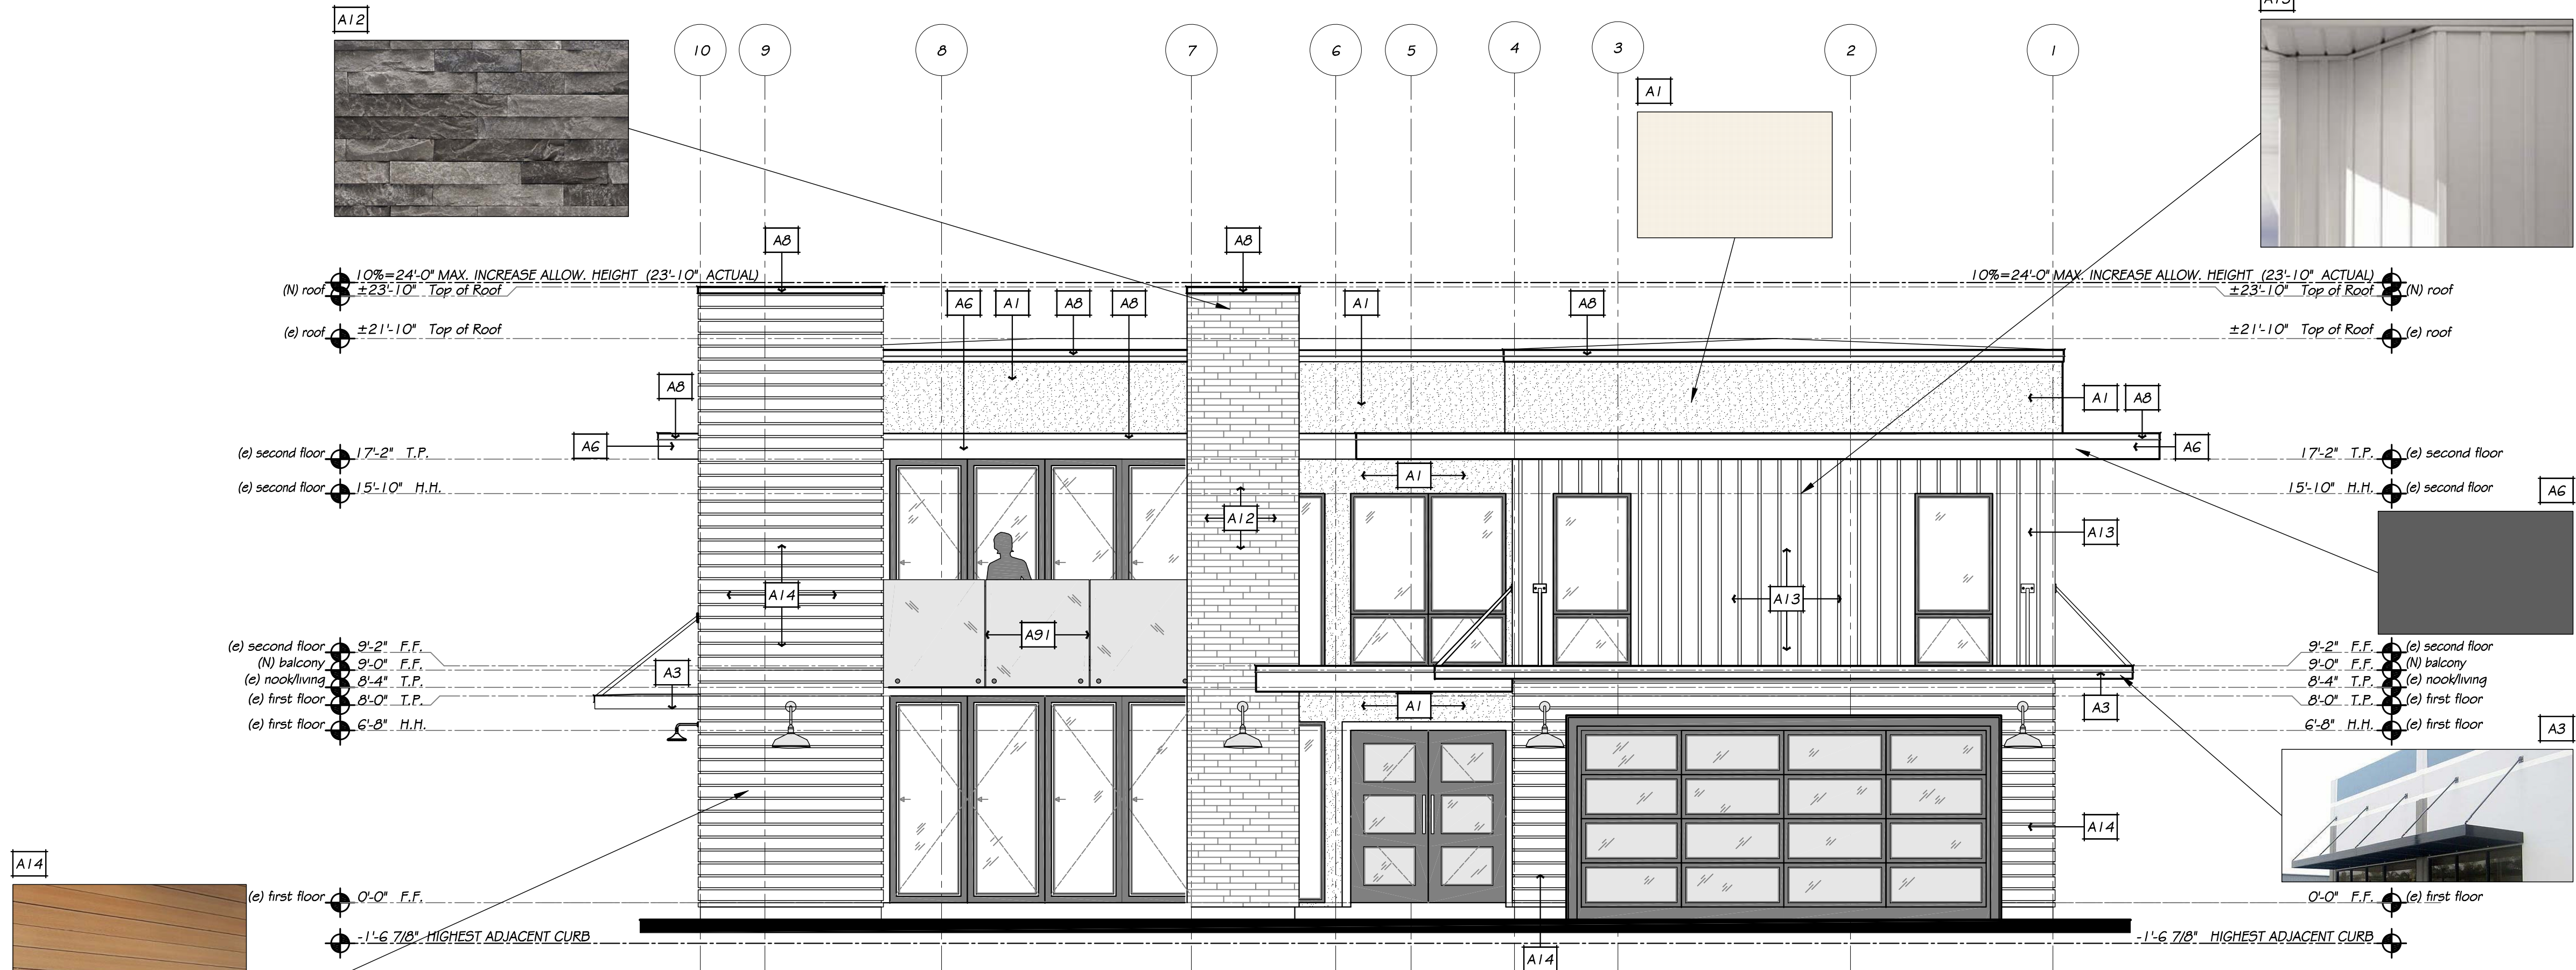 A12
10
9
8
7
6
5
4
3
2
1
A1
A8
A8
10%=24'-0" MAX. INCREASE ALLOW. HEIGHT (23'-10" ACTUAL)
(N) roof ±23'-10" Top of Roof
(e) roof ±21'-10" Top of Roof
10%=24'-0" MAX. INCREASE ALLOW. HEIGHT (23'-10" ACTUAL)
±23'-10" Top of Roof (N) roof
±21'-10" Top of Roof (e) roof
A6
A1
A8
A8
A1
A8
A8
A6
A1
A8
A6
(e) second floor 17'-2" T.P.
(e) second floor 15'-10" H.H.
17'-2" T.P. (e) second floor
15'-10" H.H. (e) second floor
A6
A1
A12
A13
A14
A13
A91
(e) second floor 9'-2" F.F.
(N) balcony 9'-0" F.F.
(e) nook/living 8'-4" T.P.
(e) first floor 8'-0" T.P.
(e) first floor 6'-8" H.H.
A3
A1
A3
9'-2" F.F. (e) second floor
9'-0" F.F. (N) balcony
8'-4" T.P. (e) nook/living
8'-0" T.P. (e) first floor
6'-8" H.H. (e) first floor
A3
A14
A14
(e) first floor 0'-0" F.F.
0'-0" F.F. (e) first floor
-1'-6 7/8" HIGHEST ADJACENT CURB
-1'-6 7/8" HIGHEST ADJACENT CURB
A14